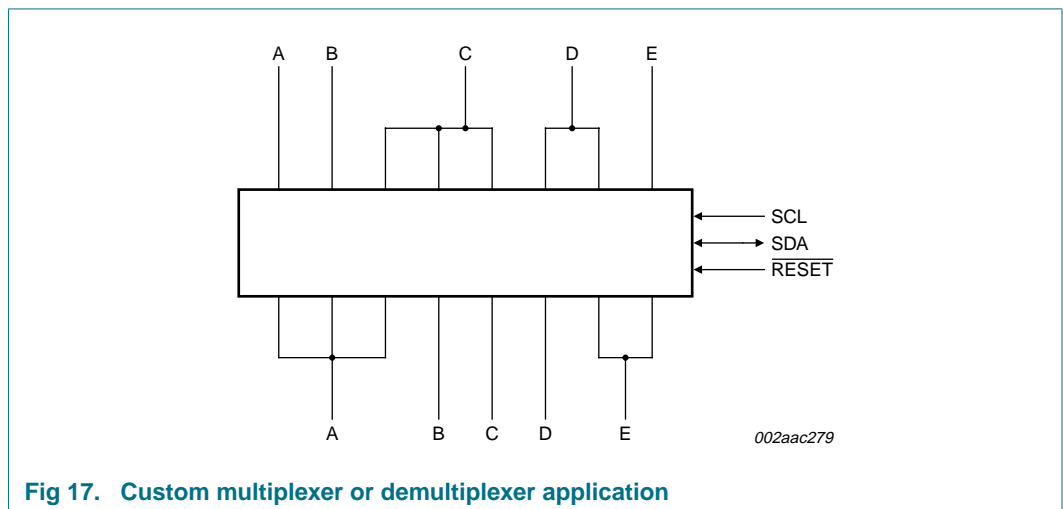 A B C D E
SCL
SDA
RESET
A B C D E
002aac279
Fig 17. Custom multiplexer or demultiplexer application